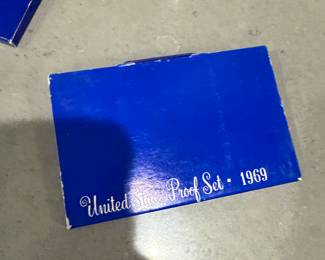 United States Proof Set · 1969